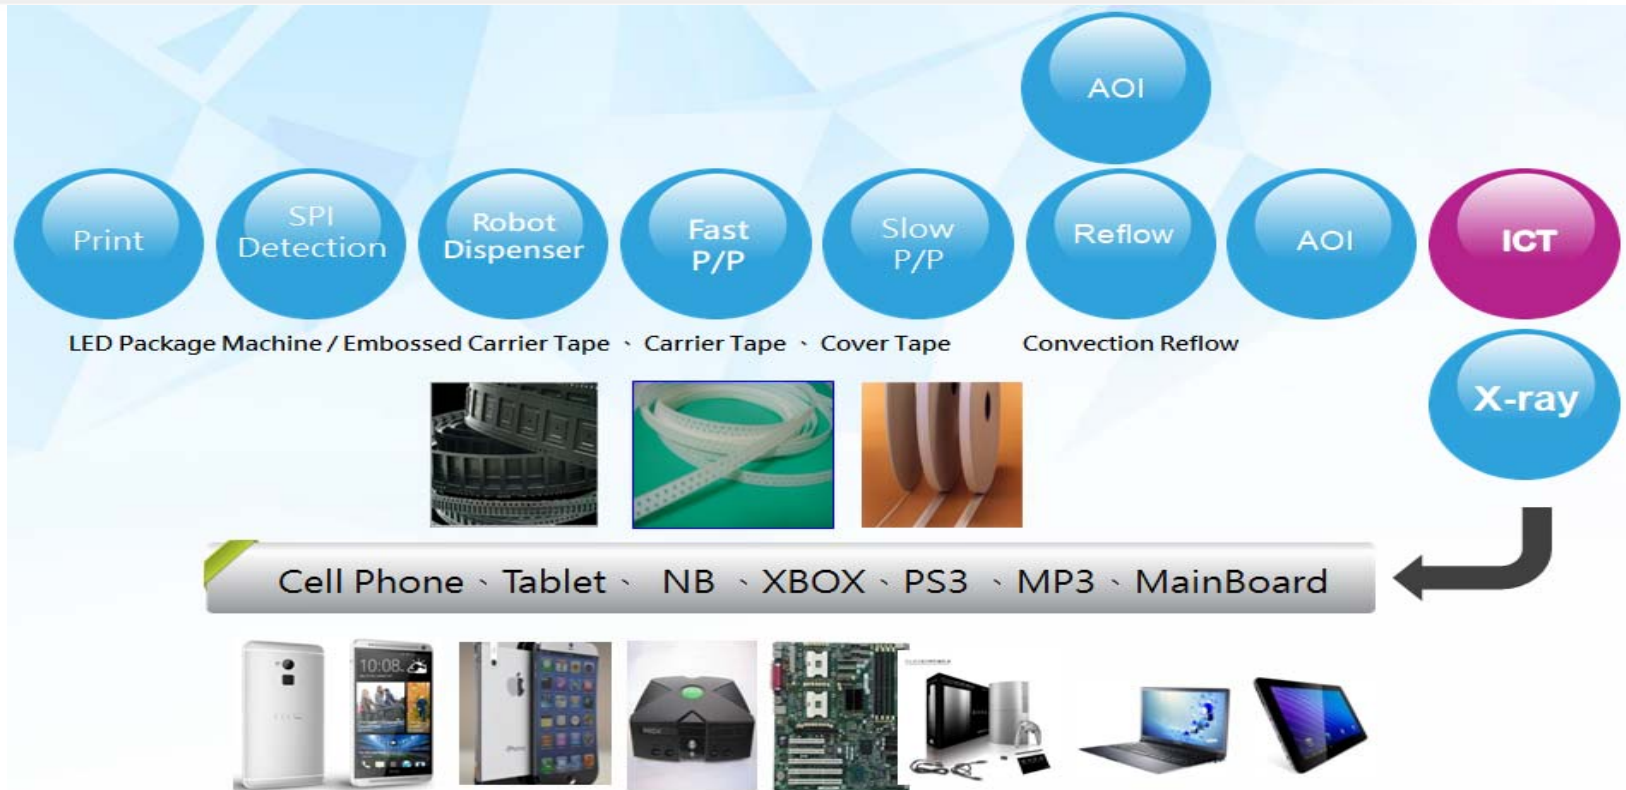 AOI
Print
SPI
Detection
Robot
Dispenser
Fast
P/P
Slow
P/P
Reflow
AOI
ICT
LED Package Machine / Embossed Carrier Tape 、 Carrier Tape 、 Cover Tape
Convection Reflow
X-ray
Cell Phone 、 Tablet 、 NB 、 XBOX 、 PS3 、 MP3 、 MainBoard
10:08
iPhone